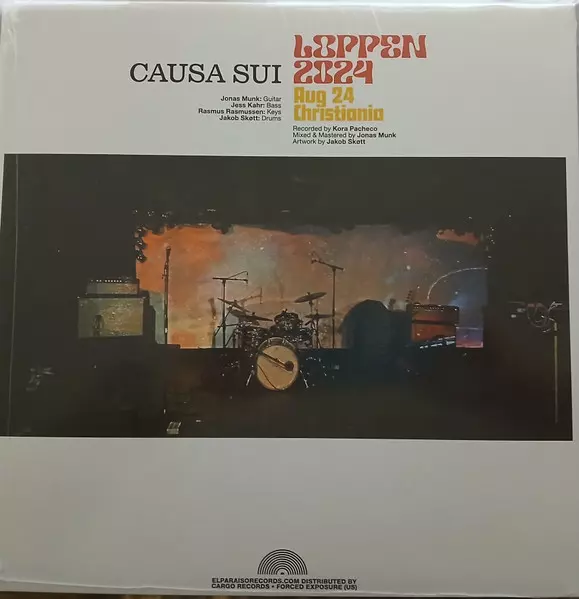 CAUSA SUI
LOPPEN
2024
Aug 24
Christiania
Jonas Munk: Guitar
Jess Kahr: Bass
Rasmus Rasmussen: Keys
Jakob Skøtt: Drums
Recorded by Kora Pacheco
Mixed & Mastered by Jonas Munk
Artwork by Jakob Skøtt
ELPARAISORECORDS.COM DISTRIBUTED BY
CARGO RECORDS • FORCED EXPOSURE (US)